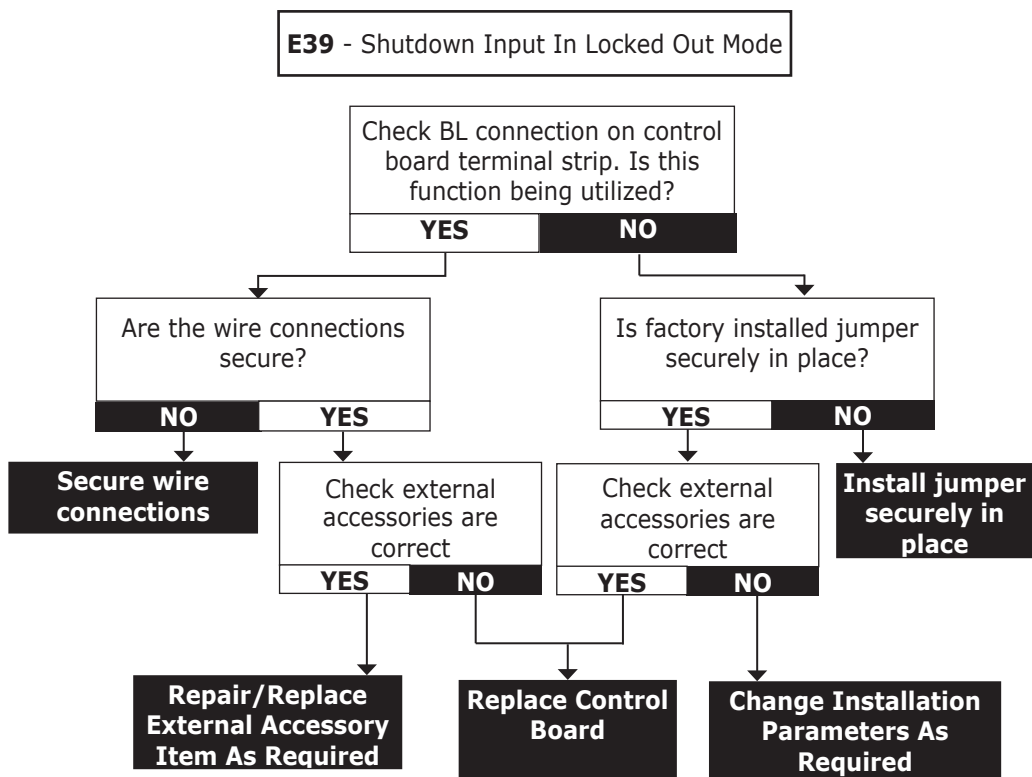 E39 - Shutdown Input In Locked Out Mode
Check BL connection on control
board terminal strip. Is this
function being utilized?
YES
NO
Are the wire connections
secure?
NO
YES
Is factory installed jumper
securely in place?
YES
NO
Secure wire
connections
Check external
accessories are
correct
YES
NO
Check external
accessories are
correct
YES
NO
Install jumper
securely in
place
Repair/Replace
External Accessory
Item As Required
Replace Control
Board
Change Installation
Parameters As
Required